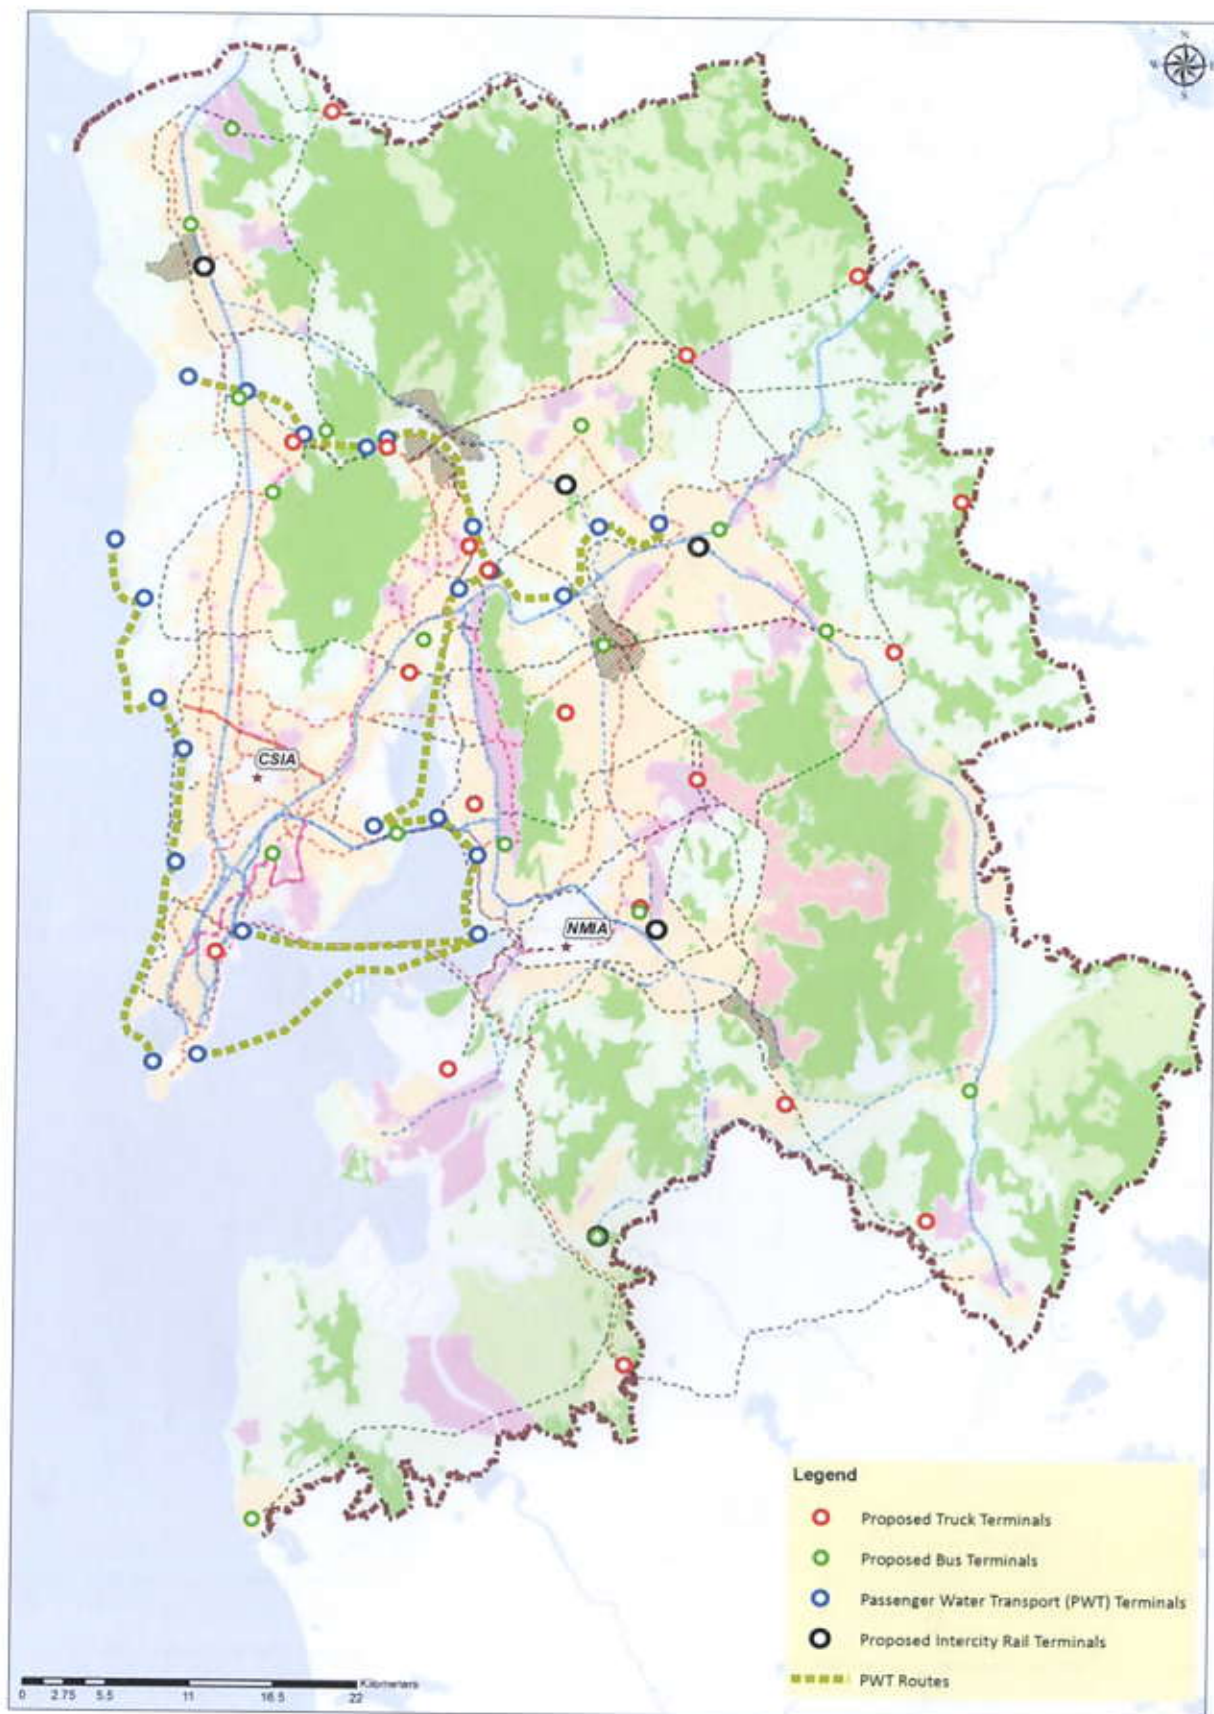 N
W
S
CSIA
NMIA
Legend
Proposed Truck Terminals
Proposed Bus Terminals
Passenger Water Transport (PWT) Terminals
Proposed Intercity Rail Terminals
PWT Routes
Kilometers
0 2.75 5.5 11 16.5 22